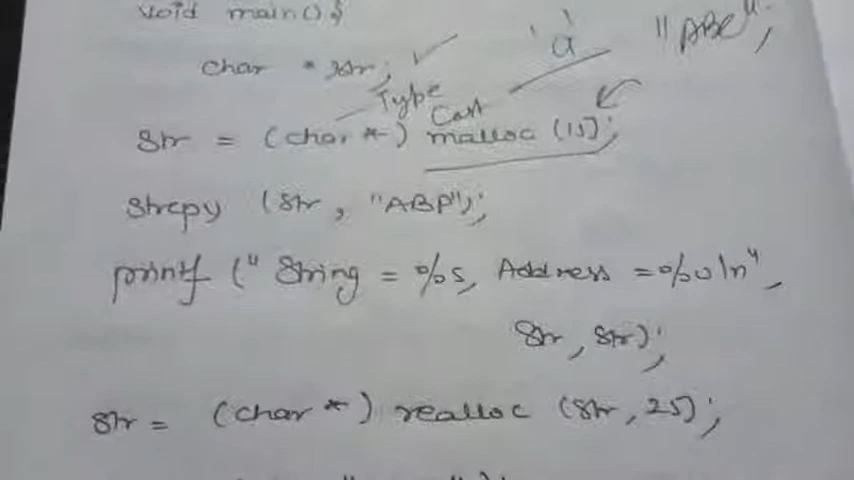 void main(){
'a' "ABC";
char *str;
Type Cast
str = (char *) malloc (15);
strcpy (str, "ABP");
printf (" String = %s, Address = %u\n",
str, str);
str = (char *) realloc (str, 25);